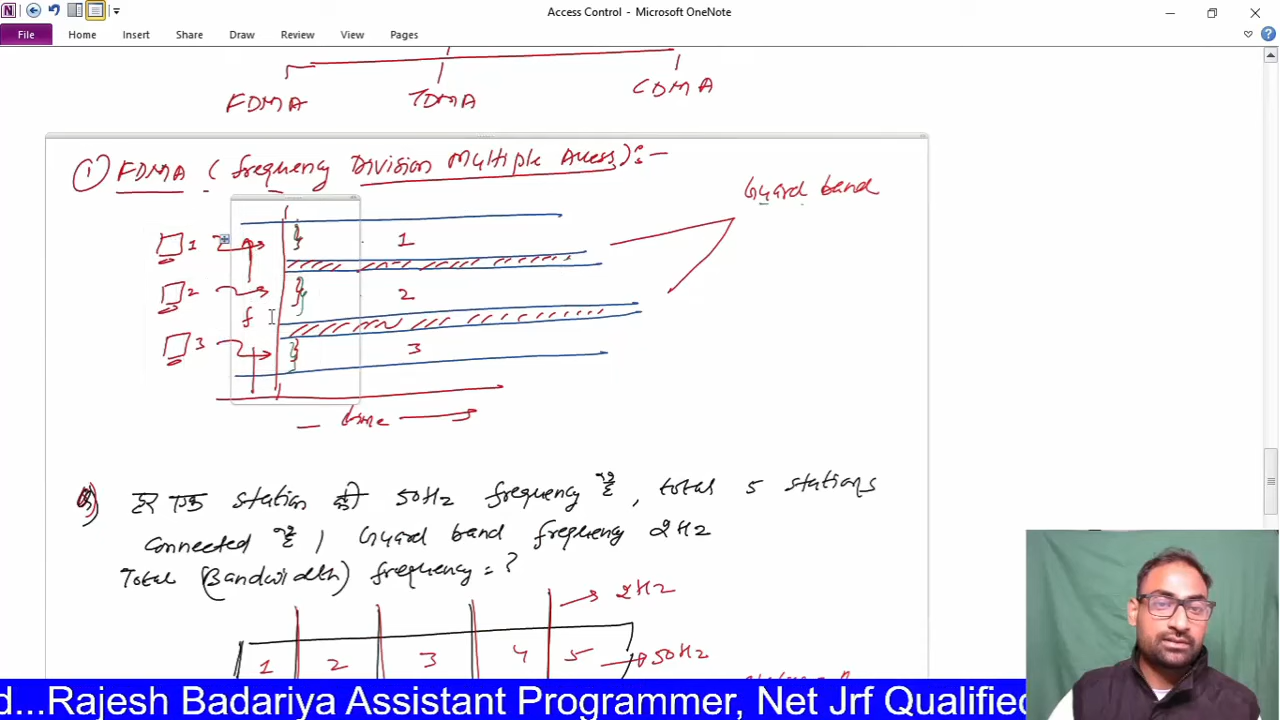 Access Control - Microsoft OneNote
File Home Insert Share Draw Review View Pages
FDMA TDMA CDMA
① FDMA (frequency Division Multiple Access):-
Guard band
1 1
2 2
f
3 3
time
हर एक station की 50Hz frequency है, total 5 stations
Connected है, Guard band frequency 2Hz
Total (Bandwidth) frequency = ?
2Hz
1 2 3 4 5 50Hz
d...Rajesh Badariya Assistant Programmer, Net Jrf Qualified